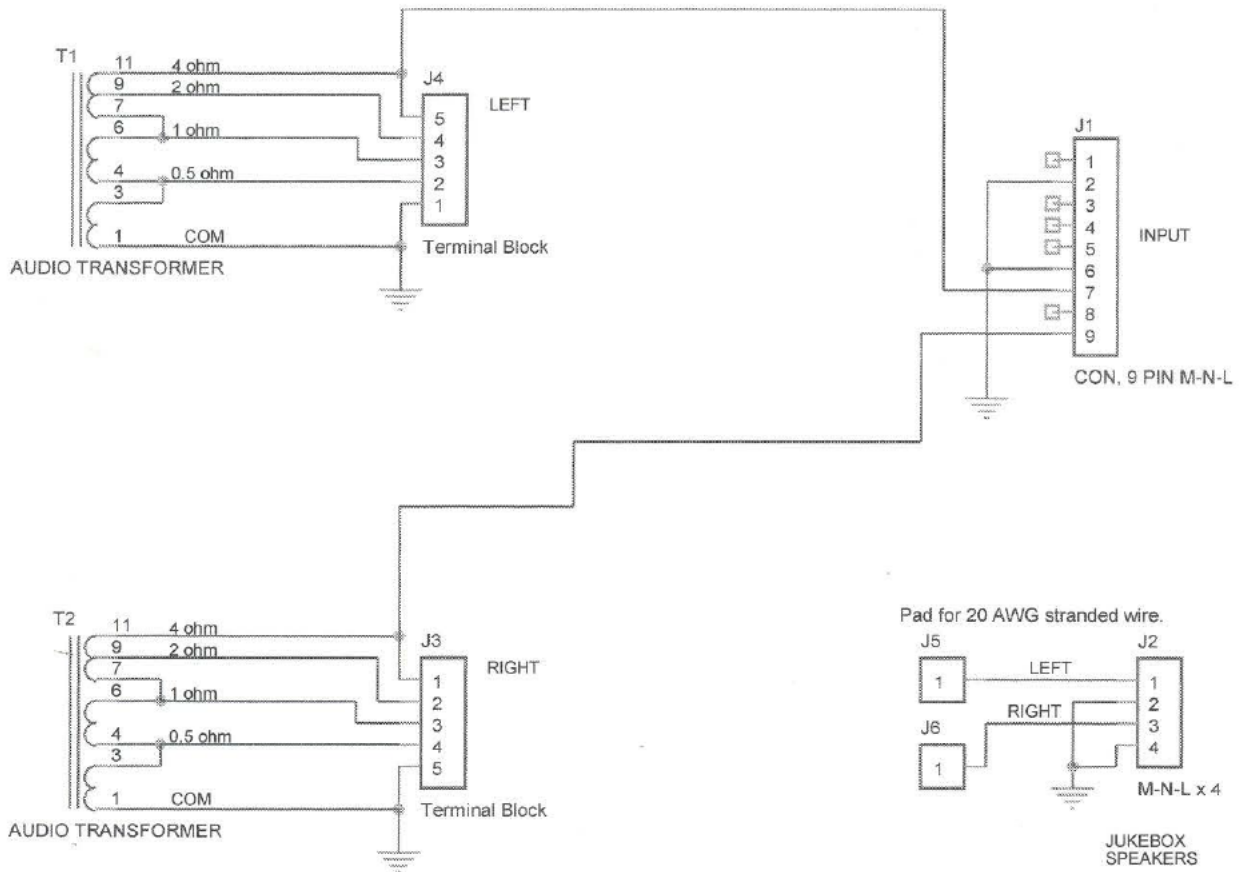 T1
11
4 ohm
9
2 ohm
7
6
1 ohm
4
0.5 ohm
3
1
COM
AUDIO TRANSFORMER
J4
LEFT
5
4
3
2
1
Terminal Block
J1
1
2
3
4
5
6
7
8
9
INPUT
CON, 9 PIN M-N-L
T2
11
4 ohm
9
2 ohm
7
6
1 ohm
4
0.5 ohm
3
1
COM
AUDIO TRANSFORMER
J3
RIGHT
1
2
3
4
5
Terminal Block
Pad for 20 AWG stranded wire.
J5
1
LEFT
J6
1
RIGHT
J2
1
2
3
4
M-N-L x 4
JUKEBOX
SPEAKERS